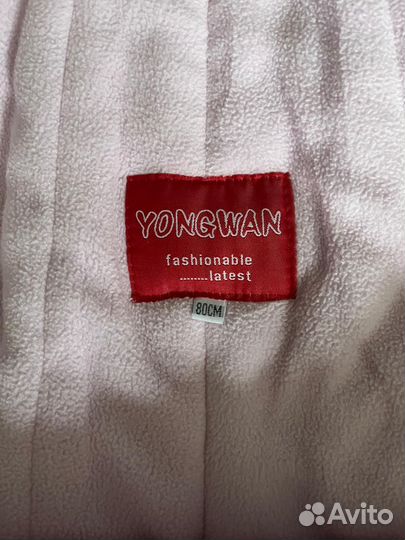 YONGWAN
fashionable
........latest
80CM
Avito